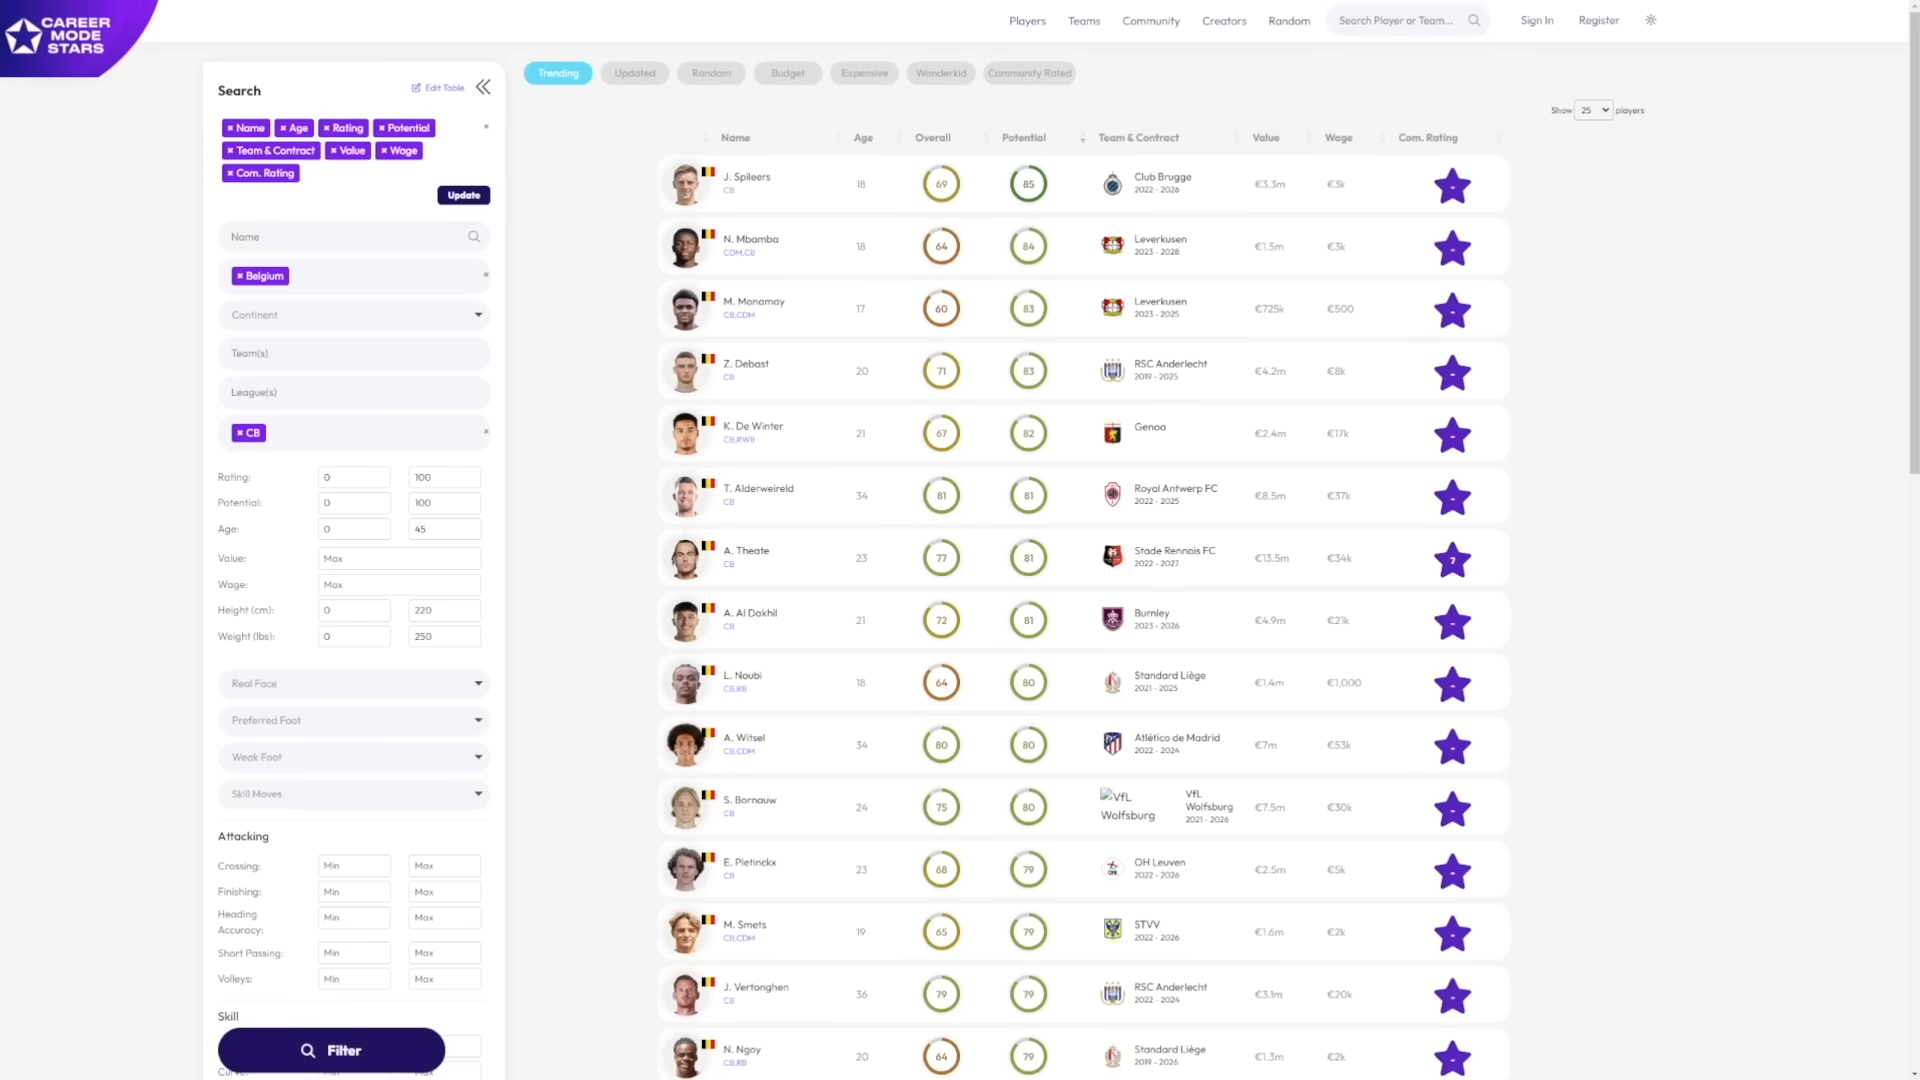 CAREER
MODE
STARS
Players Teams Community Creators Random Search Player or Team... Sign In Register
Search Edit Table
× Name × Age × Rating × Potential
× Team & Contract × Value × Wage
× Com. Rating
Update
Name
× Belgium
Continent
Team(s)
League(s)
× CB
Rating: 0 100
Potential: 0 100
Age: 0 45
Value: Max
Wage: Max
Height (cm): 0 220
Weight (lbs): 0 250
Real Face
Preferred Foot
Weak Foot
Skill Moves
Attacking
Crossing: Min Max
Finishing: Min Max
Heading
Accuracy: Min Max
Short Passing: Min Max
Volleys: Min Max
Skill
Filter
Trending Updated Random Budget Expensive Wonderkid Community Rated
Show 25 players
Name Age Overall Potential Team & Contract Value Wage Com. Rating
J. Spileers 18 69 85 Club Brugge €3.3m €3k -
CB 2022 - 2026
N. Mbamba 18 64 84 Leverkusen €1.5m €3k -
CDM,CB 2023 - 2028
M. Monamay 17 60 83 Leverkusen €725k €500 -
CB,CDM 2023 - 2025
Z. Debast 20 71 83 RSC Anderlecht €4.2m €8k -
CB 2019 - 2025
K. De Winter 21 67 82 Genoa €2.4m €17k -
CB,RWB
T. Alderweireld 34 81 81 Royal Antwerp FC €8.5m €37k -
CB 2022 - 2025
A. Theate 23 77 81 Stade Rennais FC €13.5m €34k 7
CB 2022 - 2027
A. Al Dakhil 21 72 81 Burnley €4.9m €21k -
CB 2023 - 2026
L. Noubi 18 64 80 Standard Liège €1.4m €1,000 -
CB,RB 2021 - 2025
A. Witsel 34 80 80 Atlético de Madrid €7m €53k -
CB,CDM 2022 - 2024
S. Bornauw 24 75 80 VfL Wolfsburg VfL Wolfsburg €7.5m €30k -
CB 2021 - 2026
E. Pletinckx 23 68 79 OH Leuven €2.5m €5k -
CB 2022 - 2026
M. Smets 19 65 79 STVV €1.6m €2k -
CB,CDM 2022 - 2026
J. Vertonghen 36 79 79 RSC Anderlecht €3.1m €20k -
CB 2022 - 2024
N. Ngoy 20 64 79 Standard Liège €1.3m €2k -
CB,RB 2019 - 2026